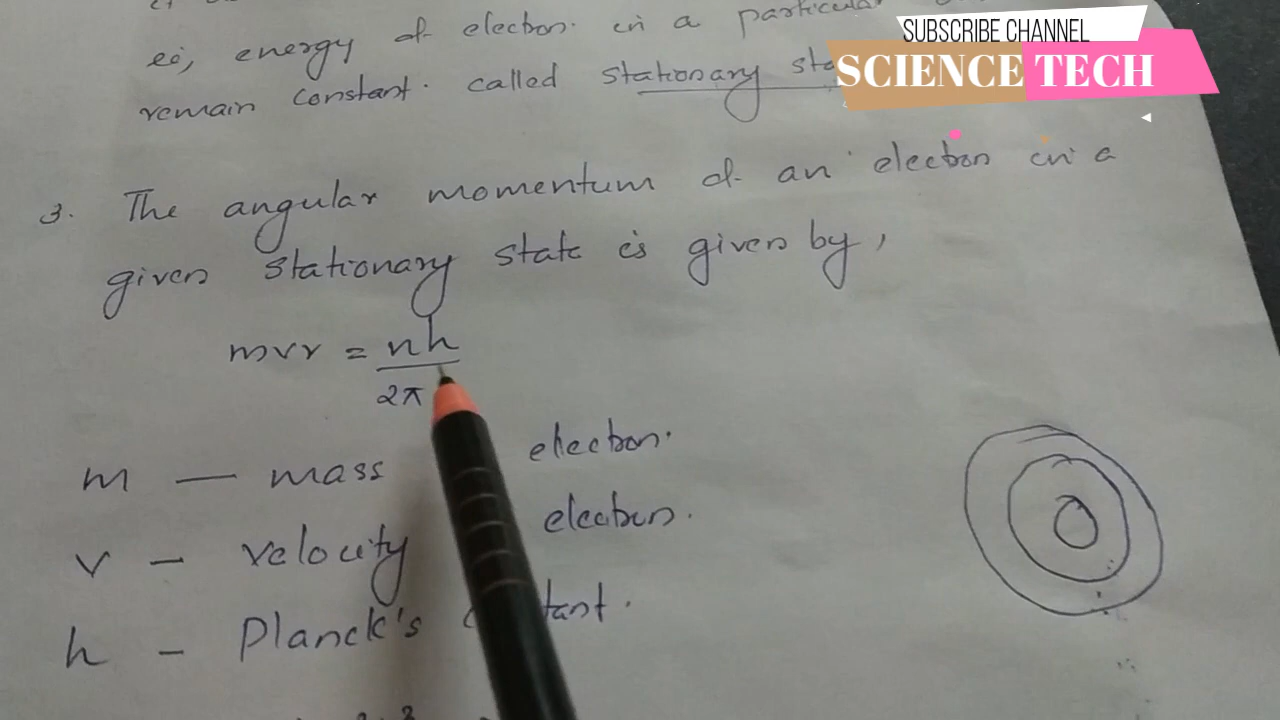 SUBSCRIBE CHANNEL
SCIENCE TECH
ei, energy of electron in a particular
remain constant. called stationary
3. The angular momentum of an electron in a
given stationary state is given by,
mvr = nh
2π
m — mass electron.
v - velocity electron.
h - Planck's